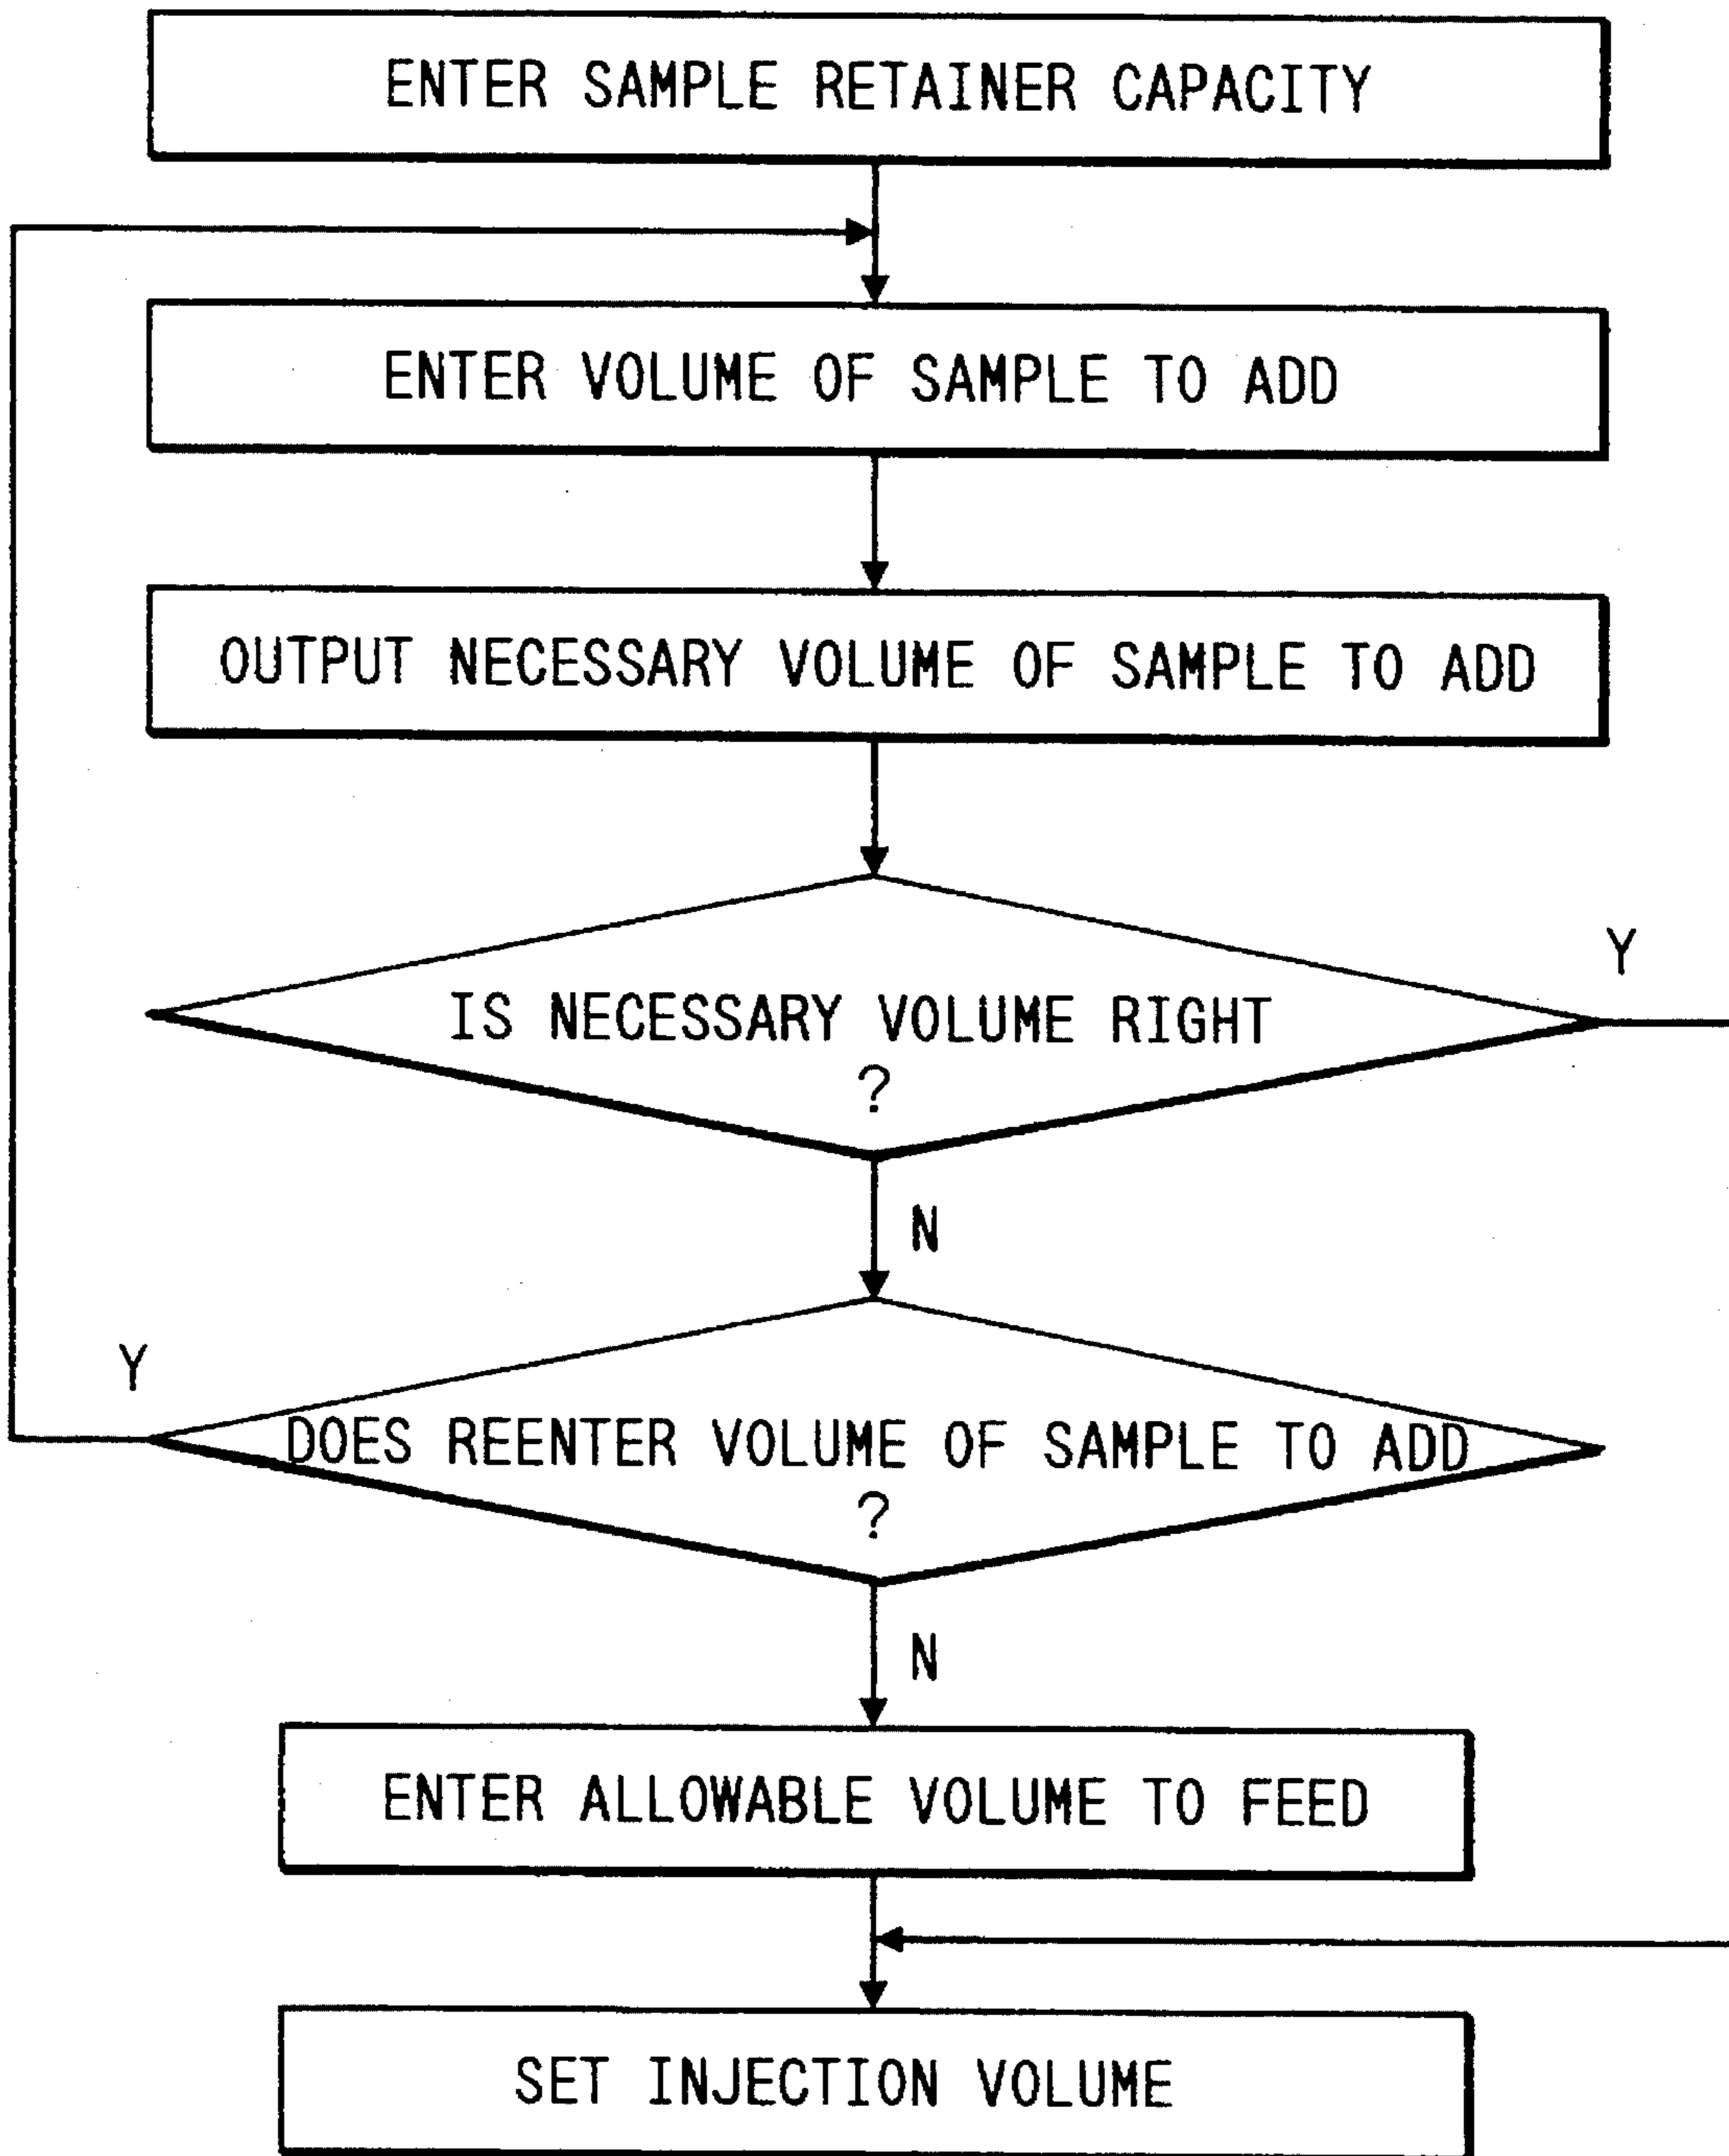 ENTER SAMPLE RETAINER CAPACITY
ENTER VOLUME OF SAMPLE TO ADD
OUTPUT NECESSARY VOLUME OF SAMPLE TO ADD
Y
IS NECESSARY VOLUME RIGHT
?
N
Y
DOES REENTER VOLUME OF SAMPLE TO ADD
?
N
ENTER ALLOWABLE VOLUME TO FEED
SET INJECTION VOLUME